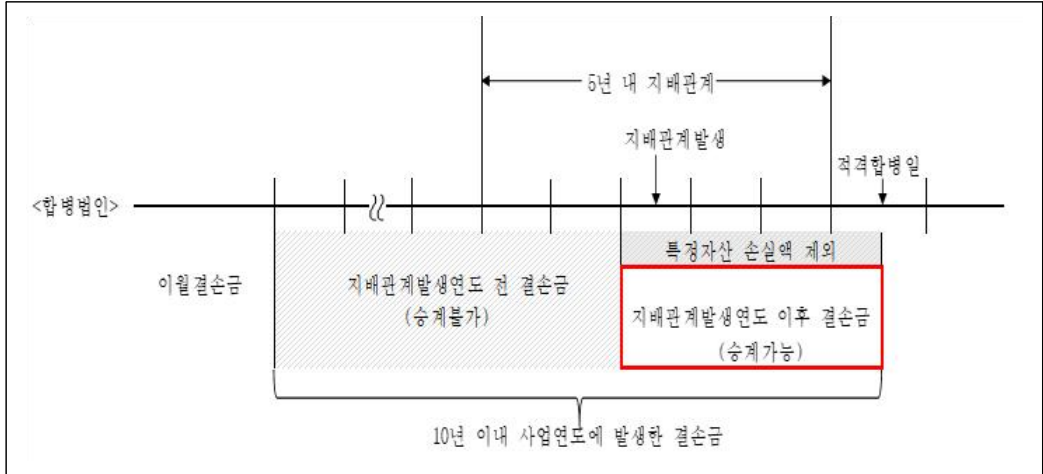 5년 내 지배관계
지배관계발생
적격합병일
<합병법인>
특정자산 손실액 제외
이월결손금
지배관계발생연도 전 결손금
(승계불가)
지배관계발생연도 이후 결손금
(승계가능)
10년 이내 사업연도에 발생한 결손금